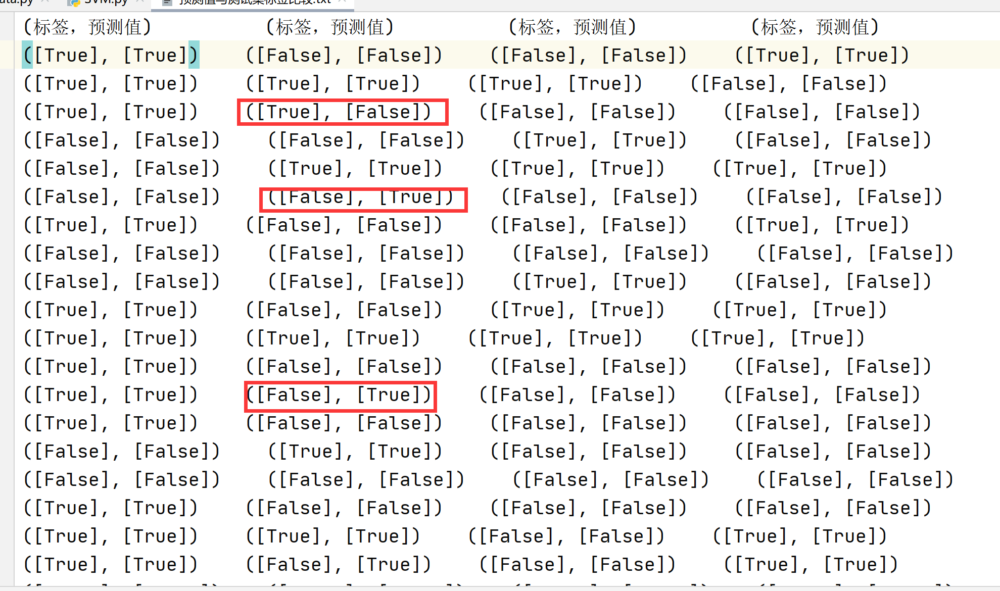 SVM.py 预测值与测试集标签比较.txt
(标签, 预测值) (标签, 预测值) (标签, 预测值) (标签, 预测值)
([True], [True]) ([False], [False]) ([False], [False]) ([True], [True])
([True], [True]) ([True], [True]) ([True], [True]) ([False], [False])
([True], [True]) ([True], [False]) ([False], [False]) ([False], [False])
([False], [False]) ([False], [False]) ([True], [True]) ([False], [False])
([False], [False]) ([True], [True]) ([True], [True]) ([True], [True])
([False], [False]) ([False], [True]) ([False], [False]) ([False], [False])
([True], [True]) ([False], [False]) ([False], [False]) ([True], [True])
([False], [False]) ([False], [False]) ([False], [False]) ([False], [False])
([False], [False]) ([False], [False]) ([True], [True]) ([False], [False])
([True], [True]) ([False], [False]) ([True], [True]) ([True], [True])
([True], [True]) ([True], [True]) ([True], [True]) ([True], [True])
([True], [True]) ([False], [False]) ([False], [False]) ([False], [False])
([True], [True]) ([False], [True]) ([False], [False]) ([False], [False])
([True], [True]) ([False], [False]) ([False], [False]) ([False], [False])
([False], [False]) ([True], [True]) ([False], [False]) ([False], [False])
([False], [False]) ([False], [False]) ([False], [False]) ([False], [False])
([True], [True]) ([False], [False]) ([False], [False]) ([False], [False])
([True], [True]) ([True], [True]) ([False], [False]) ([True], [True])
([True], [True]) ([False], [True]) ([False], [False]) ([True], [True])